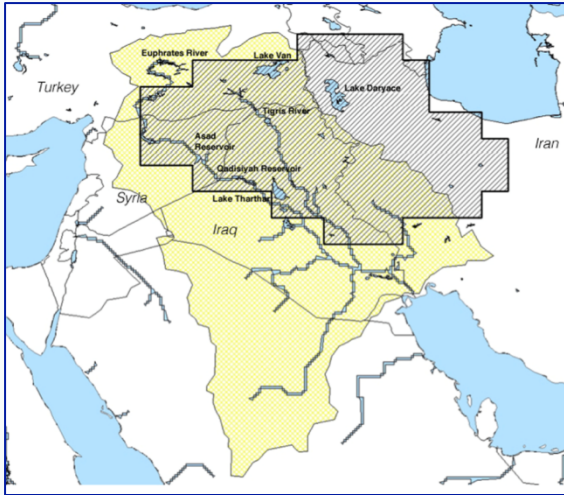 Euphrates River
Lake Van
Turkey
Lake Daryace
Tigris River
Iran
Asad
Reservoir
Qadisiyah Reservoir
Syria
Lake Tharthar
Iraq